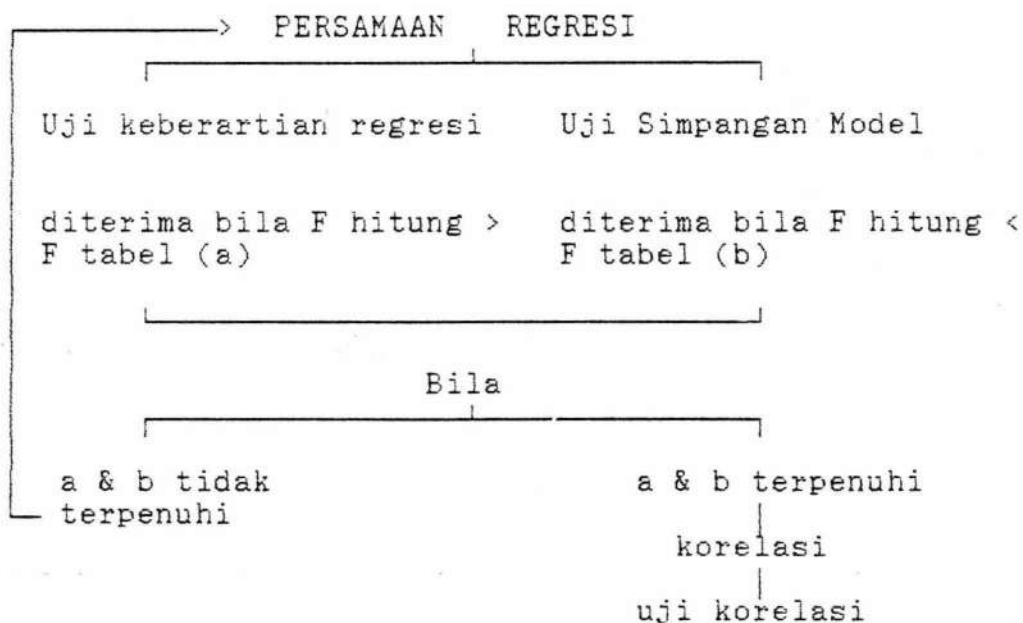 > PERSAMAAN REGRESI
Uji keberartian regresi
Uji Simpangan Model
diterima bila F hitung >
F tabel (a)
diterima bila F hitung <
F tabel (b)
Bila
a & b tidak
terpenuhi
a & b terpenuhi
korelasi
uji korelasi